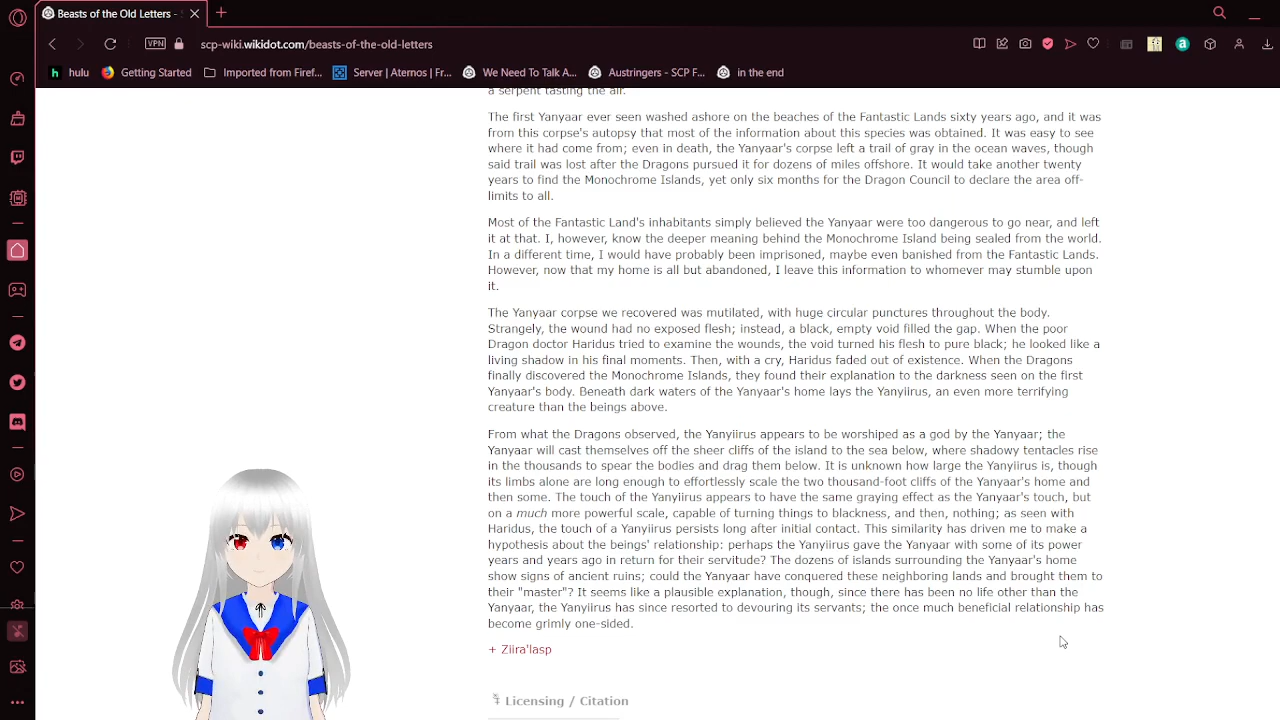 Beasts of the Old Letters -
VPN
scp-wiki.wikidot.com/beasts-of-the-old-letters
hulu
Getting Started
Imported from Firef...
Server | Aternos | Fr...
We Need To Talk A...
Austringers - SCP F...
in the end
a serpent tasting the air.
The first Yanyaar ever seen washed ashore on the beaches of the Fantastic Lands sixty years ago, and it was
from this corpse's autopsy that most of the information about this species was obtained. It was easy to see
where it had come from; even in death, the Yanyaar's corpse left a trail of gray in the ocean waves, though
said trail was lost after the Dragons pursued it for dozens of miles offshore. It would take another twenty
years to find the Monochrome Islands, yet only six months for the Dragon Council to declare the area off-
limits to all.
Most of the Fantastic Land's inhabitants simply believed the Yanyaar were too dangerous to go near, and left
it at that. I, however, know the deeper meaning behind the Monochrome Island being sealed from the world.
In a different time, I would have probably been imprisoned, maybe even banished from the Fantastic Lands.
However, now that my home is all but abandoned, I leave this information to whomever may stumble upon
it.
The Yanyaar corpse we recovered was mutilated, with huge circular punctures throughout the body.
Strangely, the wound had no exposed flesh; instead, a black, empty void filled the gap. When the poor
Dragon doctor Haridus tried to examine the wounds, the void turned his flesh to pure black; he looked like a
living shadow in his final moments. Then, with a cry, Haridus faded out of existence. When the Dragons
finally discovered the Monochrome Islands, they found their explanation to the darkness seen on the first
Yanyaar's body. Beneath dark waters of the Yanyaar's home lays the Yanyiirus, an even more terrifying
creature than the beings above.
From what the Dragons observed, the Yanyiirus appears to be worshiped as a god by the Yanyaar; the
Yanyaar will cast themselves off the sheer cliffs of the island to the sea below, where shadowy tentacles rise
in the thousands to spear the bodies and drag them below. It is unknown how large the Yanyiirus is, though
its limbs alone are long enough to effortlessly scale the two thousand-foot cliffs of the Yanyaar's home and
then some. The touch of the Yanyiirus appears to have the same graying effect as the Yanyaar's touch, but
on a much more powerful scale, capable of turning things to blackness, and then, nothing; as seen with
Haridus, the touch of a Yanyiirus persists long after initial contact. This similarity has driven me to make a
hypothesis about the beings' relationship: perhaps the Yanyiirus gave the Yanyaar with some of its power
years and years ago in return for their servitude? The dozens of islands surrounding the Yanyaar's home
show signs of ancient ruins; could the Yanyaar have conquered these neighboring lands and brought them to
their "master"? It seems like a plausible explanation, though, since there has been no life other than the
Yanyaar, the Yanyiirus has since resorted to devouring its servants; the once much beneficial relationship has
become grimly one-sided.
+ Ziira'lasp
Licensing / Citation